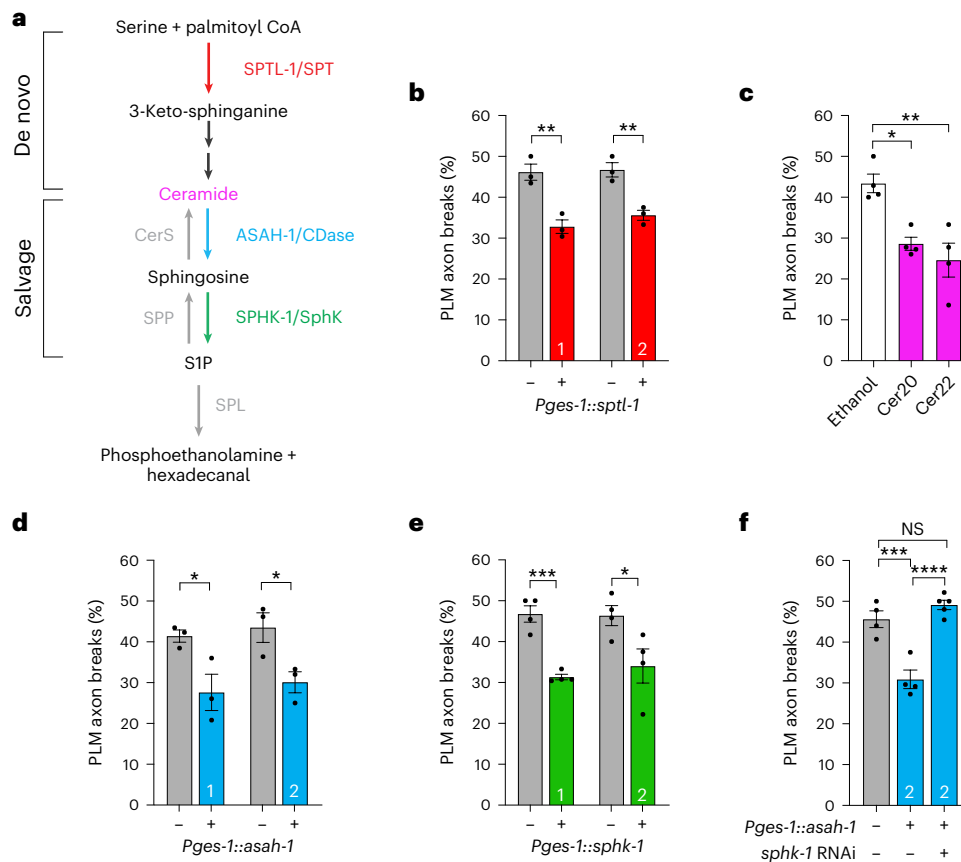 a
Serine + palmitoyl CoA
SPTL-1/SPT
3-Keto-sphinganine
De novo
Ceramide
CerS
ASAH-1/CDase
Sphingosine
SPP
SPHK-1/SphK
S1P
Salvage
SPL
Phosphoethanolamine +
hexadecanal
b
PLM axon breaks (%)
60
50
40
30
20
10
0
** **
1 2
– + – +
Pges-1::sptl-1
c
PLM axon breaks (%)
60
50
40
30
20
10
0
**
*
Ethanol
Cer20
Cer22
d
PLM axon breaks (%)
60
50
40
30
20
10
0
* *
1 2
– + – +
Pges-1::asah-1
e
PLM axon breaks (%)
60
50
40
30
20
10
0
*** *
1 2
– + – +
Pges-1::sphk-1
f
PLM axon breaks (%)
60
50
40
30
20
10
0
NS
*** ****
2 2
Pges-1::asah-1 – + +
sphk-1 RNAi – – +